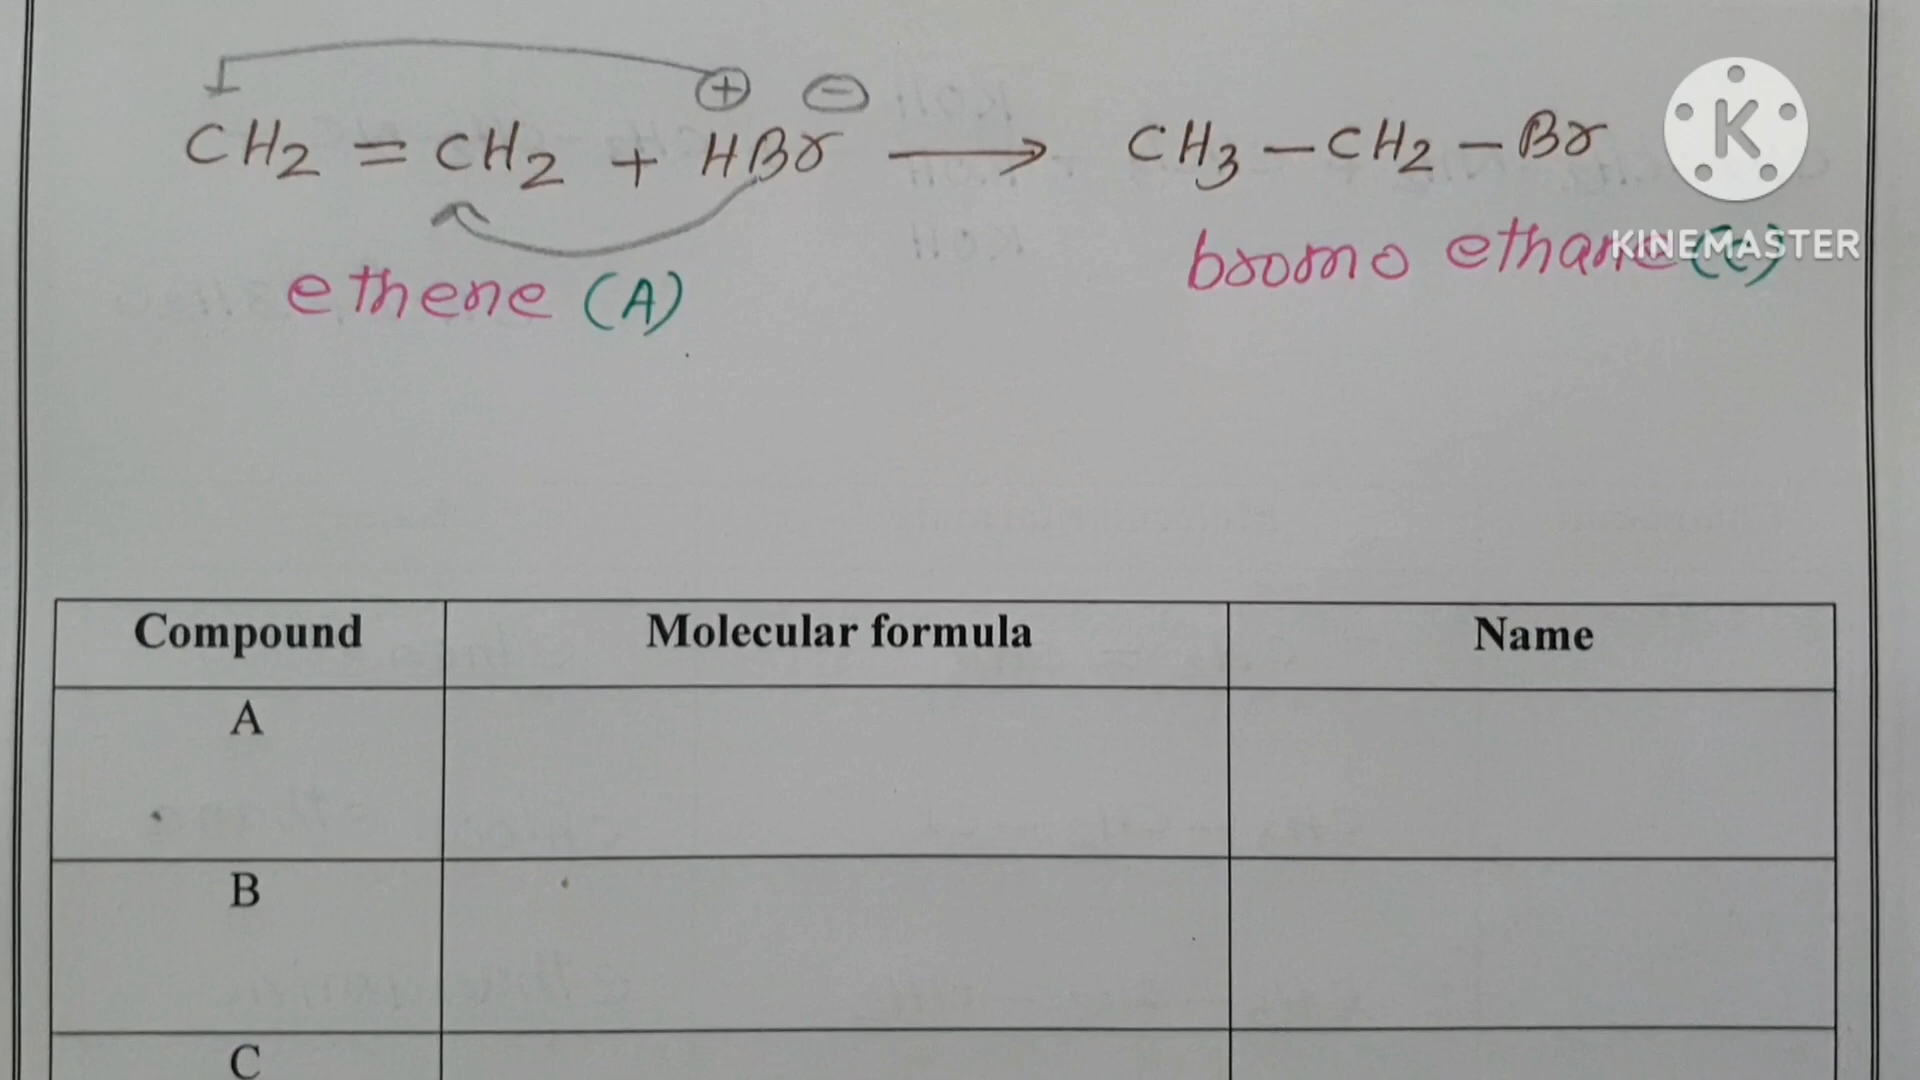 ⊕ ⊖
CH2 = CH2 + HBr → CH3 – CH2 – Br
K
KINEMASTER
ethene (A)
bromo ethane
Compound Molecular formula Name
A
B
C